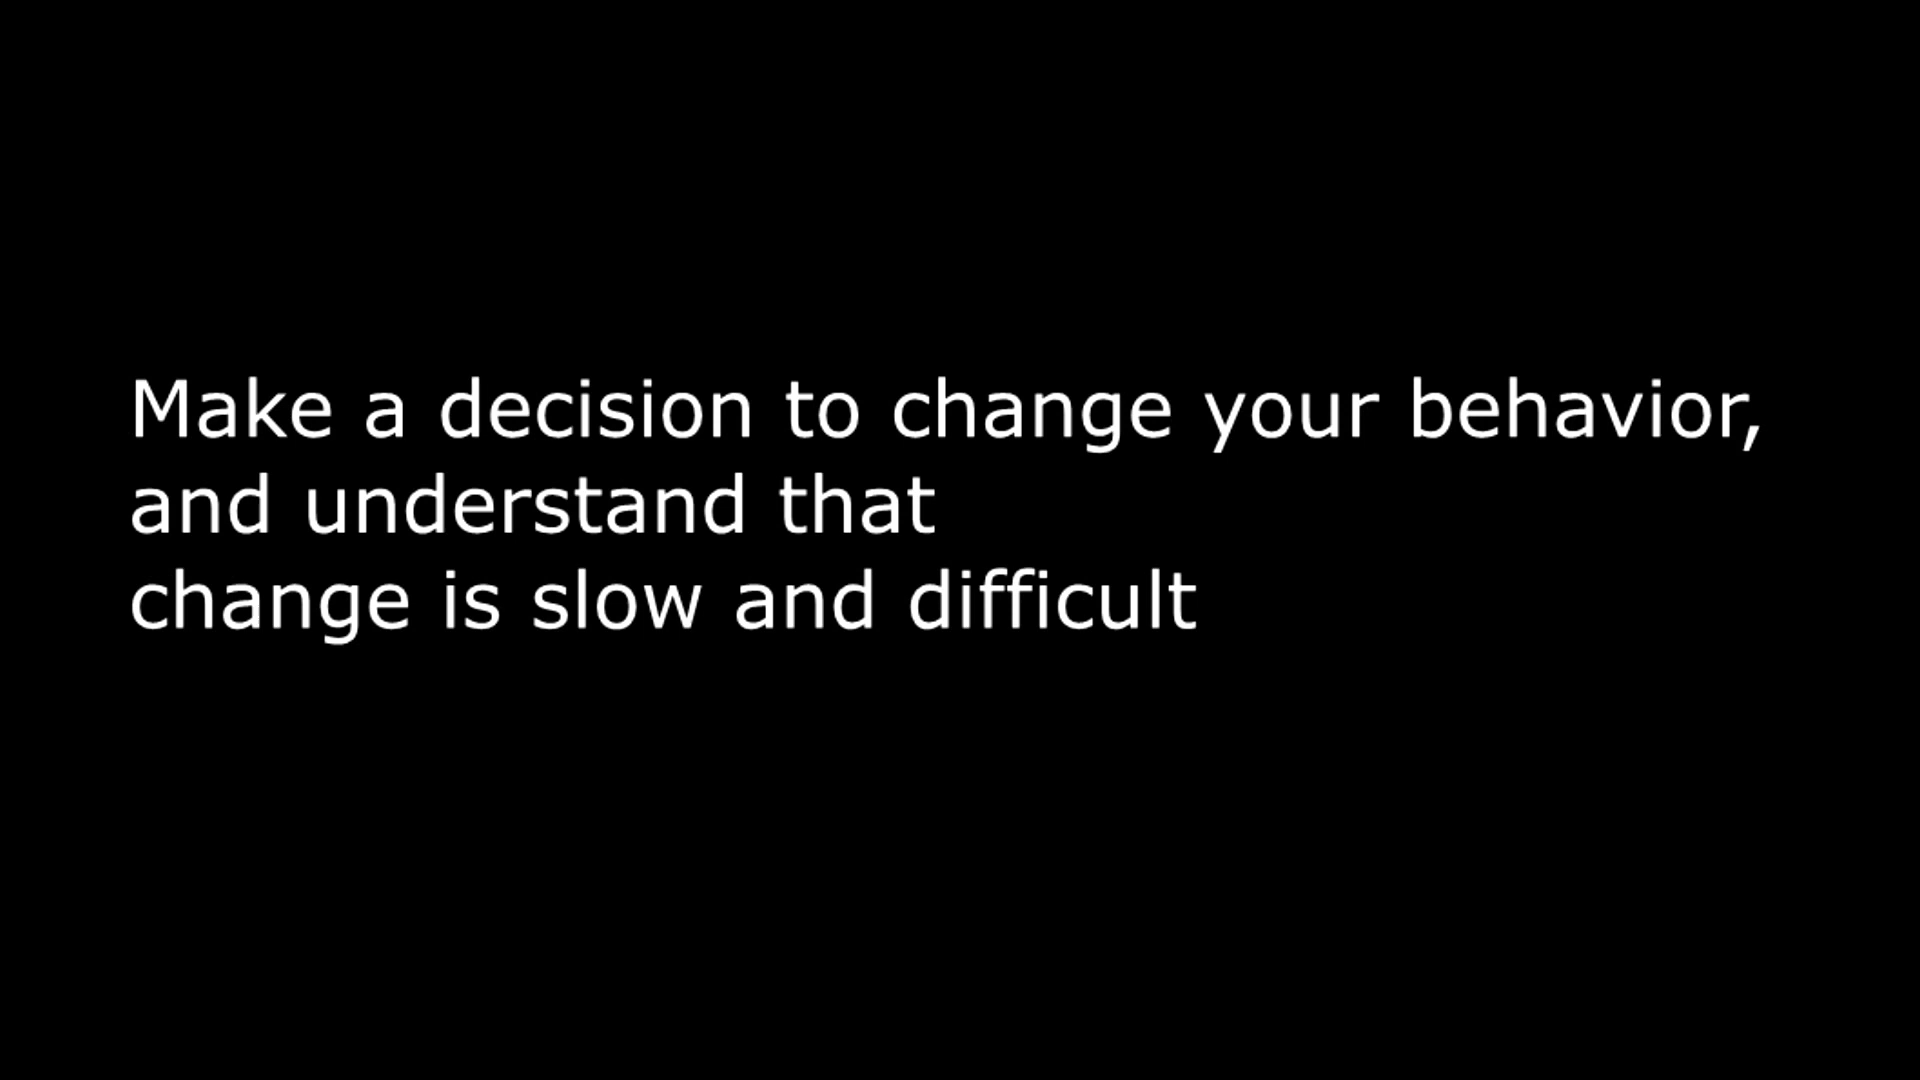 Make a decision to change your behavior,
and understand that
change is slow and difficult